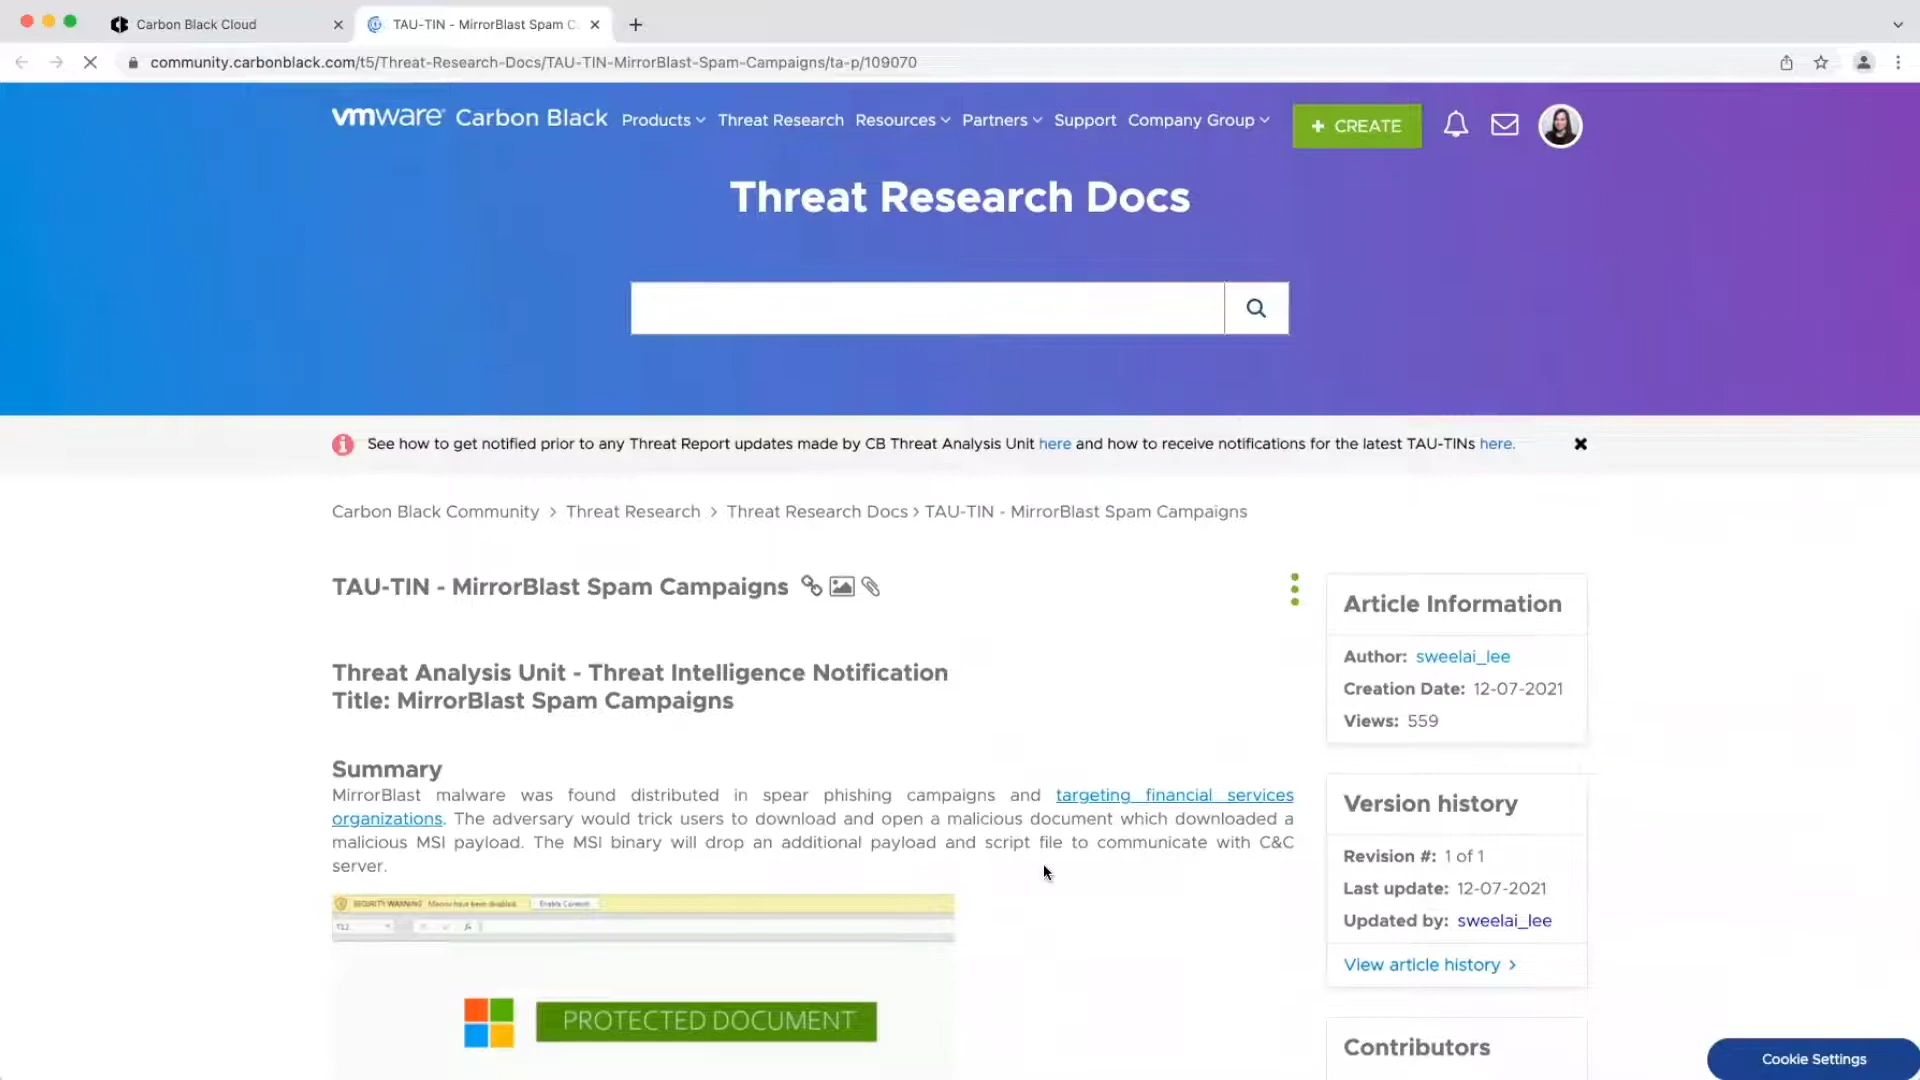 Carbon Black Cloud
TAU-TIN - MirrorBlast Spam C
community.carbonblack.com/t5/Threat-Research-Docs/TAU-TIN-MirrorBlast-Spam-Campaigns/ta-p/109070
vmware Carbon Black Products Threat Research Resources Partners Support Company Group + CREATE
Threat Research Docs
See how to get notified prior to any Threat Report updates made by CB Threat Analysis Unit here and how to receive notifications for the latest TAU-TINs here.
Carbon Black Community > Threat Research > Threat Research Docs > TAU-TIN - MirrorBlast Spam Campaigns
TAU-TIN - MirrorBlast Spam Campaigns
Threat Analysis Unit - Threat Intelligence Notification
Title: MirrorBlast Spam Campaigns
Summary
MirrorBlast malware was found distributed in spear phishing campaigns and targeting financial services
organizations. The adversary would trick users to download and open a malicious document which downloaded a
malicious MSI payload. The MSI binary will drop an additional payload and script file to communicate with C&C
server.
SECURITY WARNING Macros have been disabled. Enable Content
PROTECTED DOCUMENT
Article Information
Author: sweelai_lee
Creation Date: 12-07-2021
Views: 559
Version history
Revision #: 1 of 1
Last update: 12-07-2021
Updated by: sweelai_lee
View article history >
Contributors
Cookie Settings